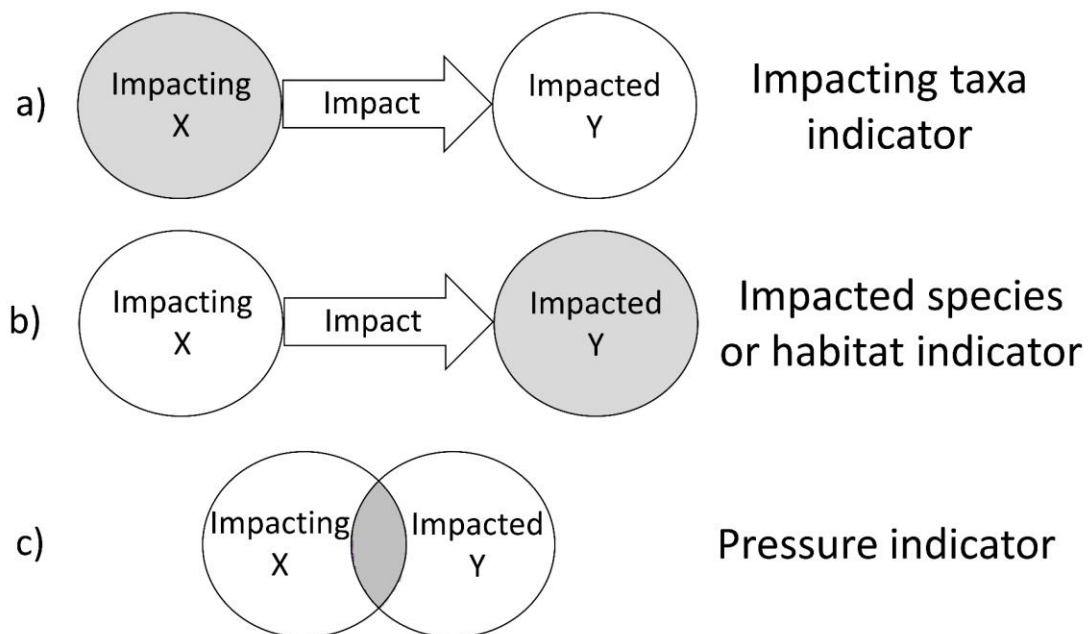 a)
Impacting
X
Impact
Impacted
Y
Impacting taxa
indicator
b)
Impacting
X
Impact
Impacted
Y
Impacted species
or habitat indicator
c)
Impacting
X
Impacted
Y
Pressure indicator